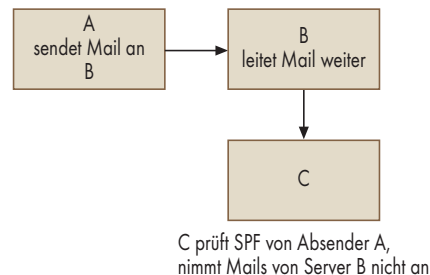 A
sendet Mail an
B
B
leitet Mail weiter
C
C prüft SPF von Absender A,
nimmt Mails von Server B nicht an